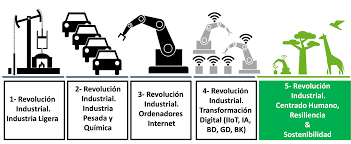 1- Revolución
Industrial.
Industria Ligera
2- Revolución
Industrial.
Industria
Pesada y
Química
3- Revolución
Industrial.
Ordenadores
Internet
4- Revolución
Industrial.
Transformación
Digital (IIoT, IA,
BD, GD, BK)
5- Revolución
Industrial.
Centrado Humano,
Resiliencia
&
Sostenibilidad